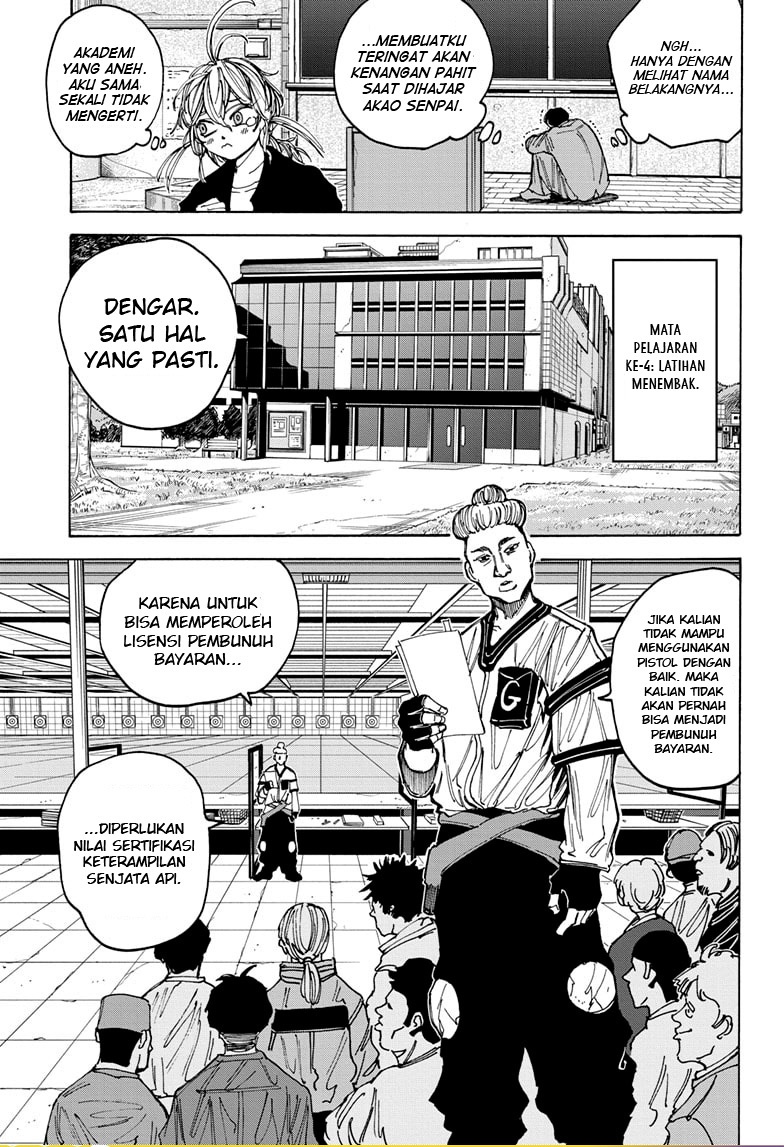 NGH...
HANYA DENGAN
MELIHAT NAMA
BELAKANGNYA...
...MEMBUATKU
TERINGAT AKAN
KENANGAN PAHIT
SAAT DIHAJAR
AKAO SENPAI.
AKADEMI
YANG ANEH.
AKU SAMA
SEKALI TIDAK
MENGERTI.
MATA
PELAJARAN
KE-4: LATIHAN
MENEMBAK.
DENGAR.
SATU HAL
YANG PASTI.
JIKA KALIAN
TIDAK MAMPU
MENGGUNAKAN
PISTOL DENGAN
BAIK. MAKA
KALIAN TIDAK
AKAN PERNAH
BISA MENJADI
PEMBUNUH
BAYARAN.
G
KARENA UNTUK
BISA MEMPEROLEH
LISENSI PEMBUNUH
BAYARAN...
...DIPERLUKAN
NILAI SERTIFIKASI
KETERAMPILAN
SENJATA API.